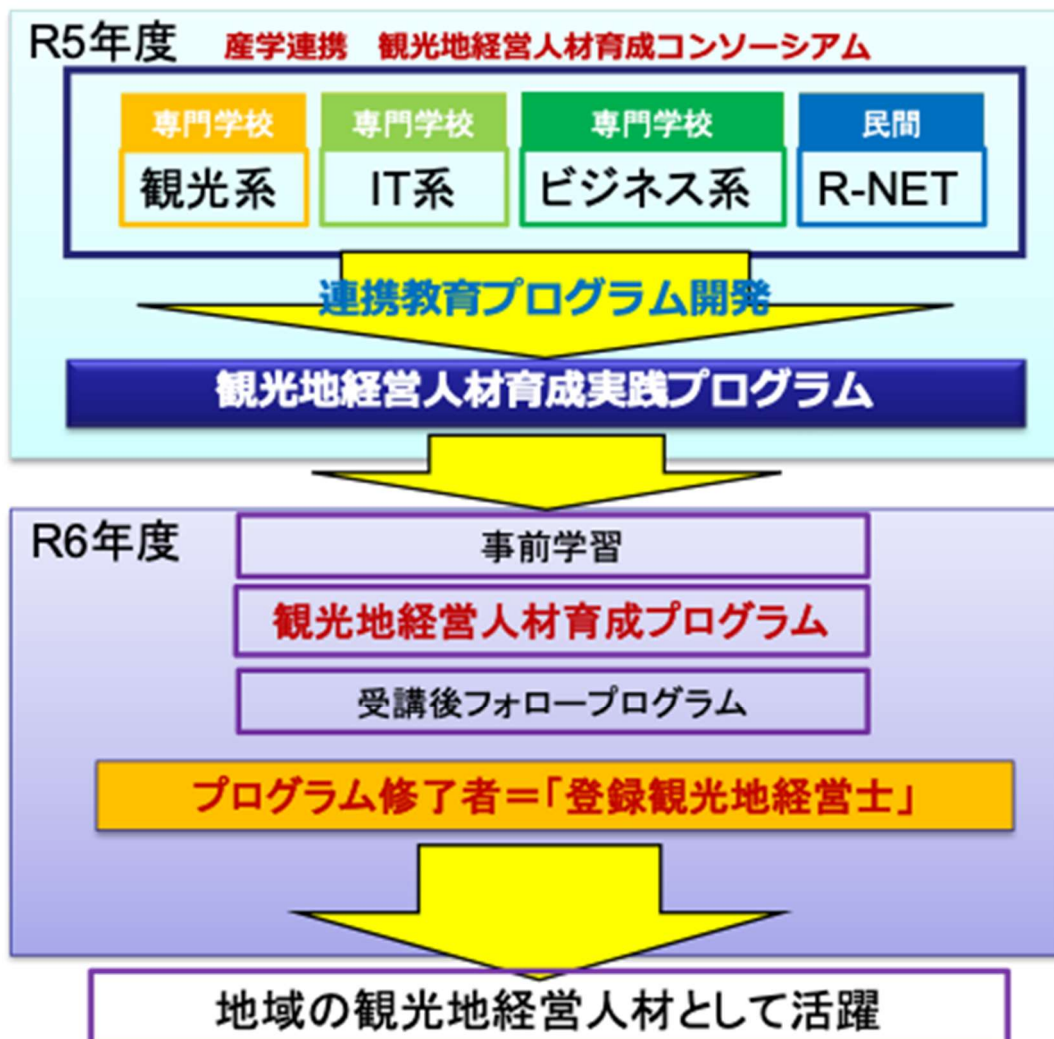 R5年度
産学連携 観光地経営人材育成コンソーシアム
専門学校 専門学校 専門学校 民間
観光系 IT系 ビジネス系 R-NET
連携教育プログラム開発
観光地経営人材育成実践プログラム
R6年度
事前学習
観光地経営人材育成プログラム
受講後フォロープログラム
プログラム修了者＝「登録観光地経営士」
地域の観光地経営人材として活躍